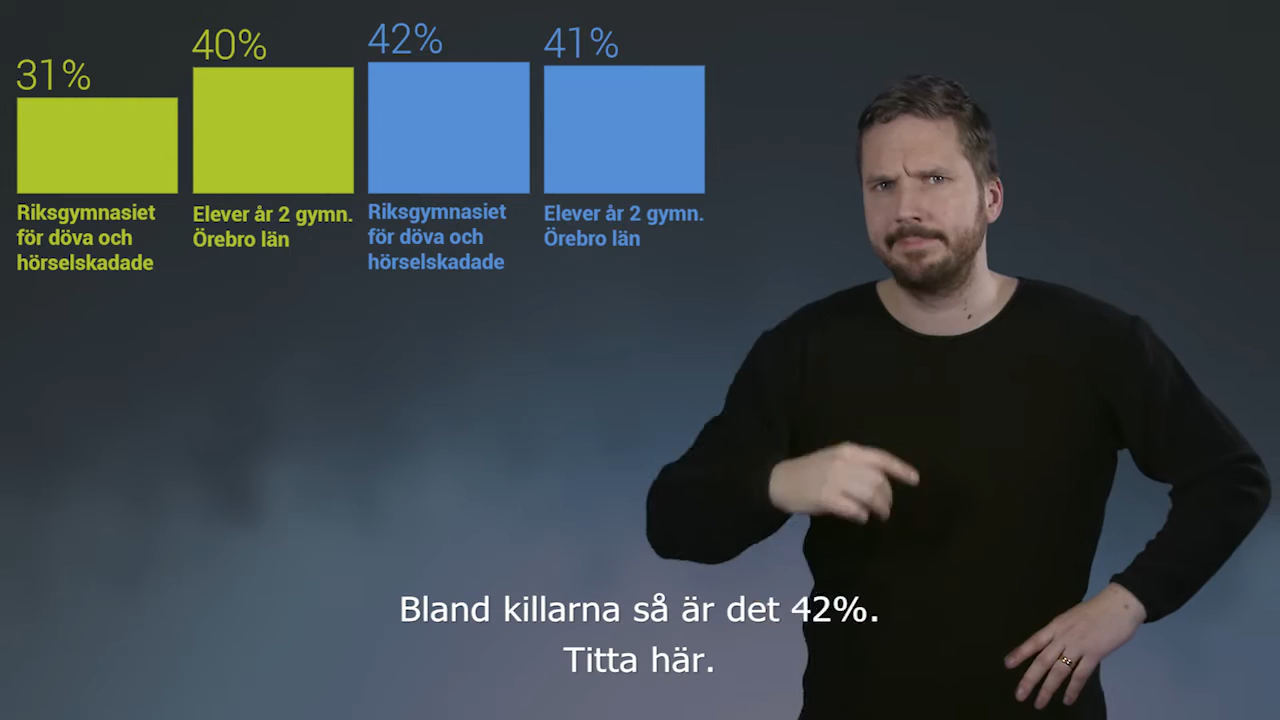 31%
40%
42%
41%
Riksgymnasiet
för döva och
hörselskadade
Elever år 2 gymn.
Örebro län
Riksgymnasiet
för döva och
hörselskadade
Elever år 2 gymn.
Örebro län
Bland killarna så är det 42%.
Titta här.